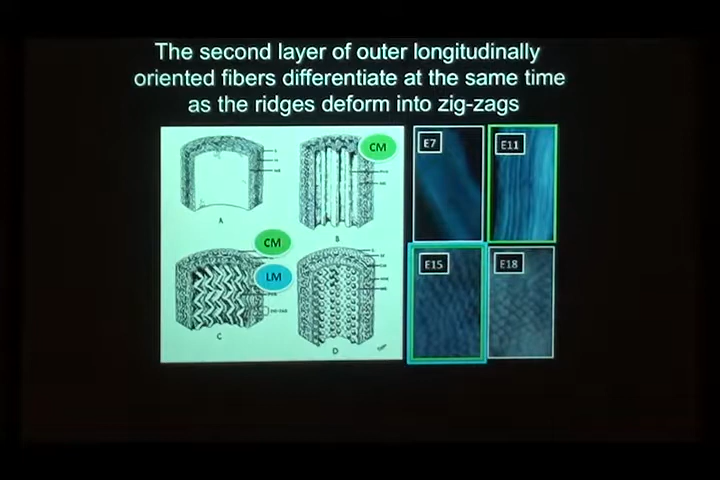 The second layer of outer longitudinally
oriented fibers differentiate at the same time
as the ridges deform into zig-zags
CM
E7
E11
A
B
CM
LM
E15
E18
C
D